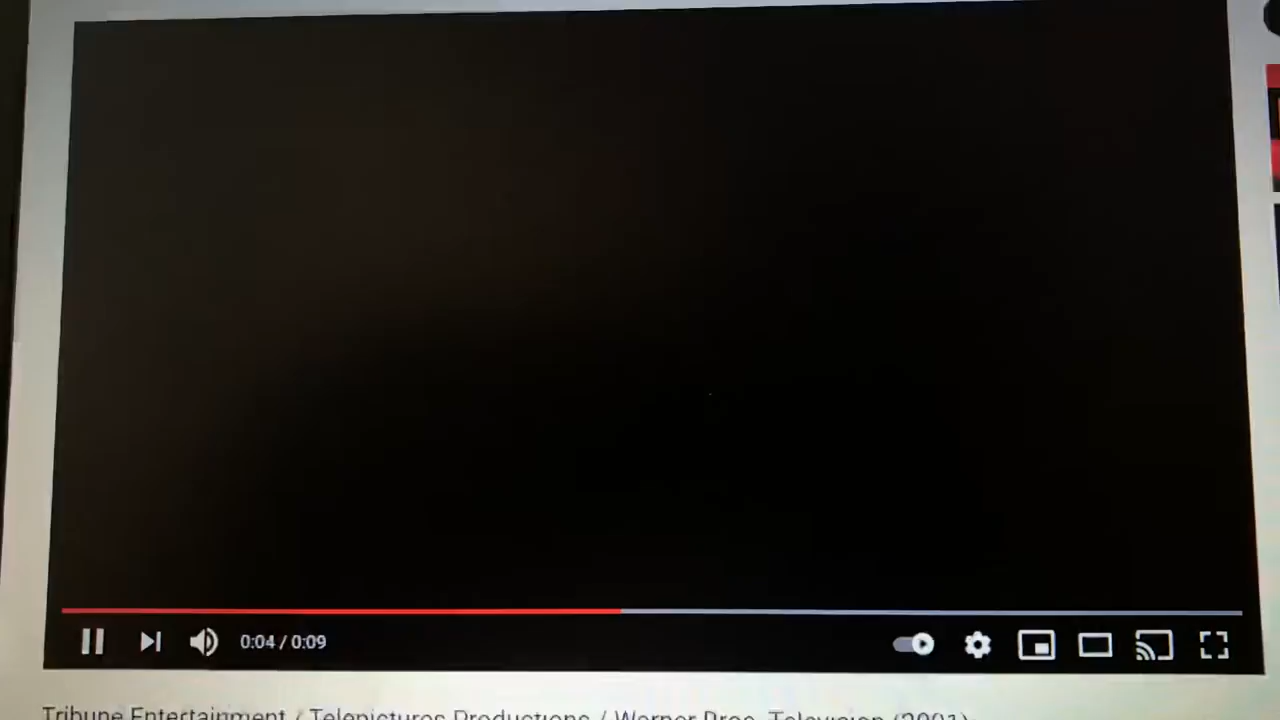 0:04 / 0:09
Tribune Entertainment / Telepictures Productions / Warner Bros. Television (2001)